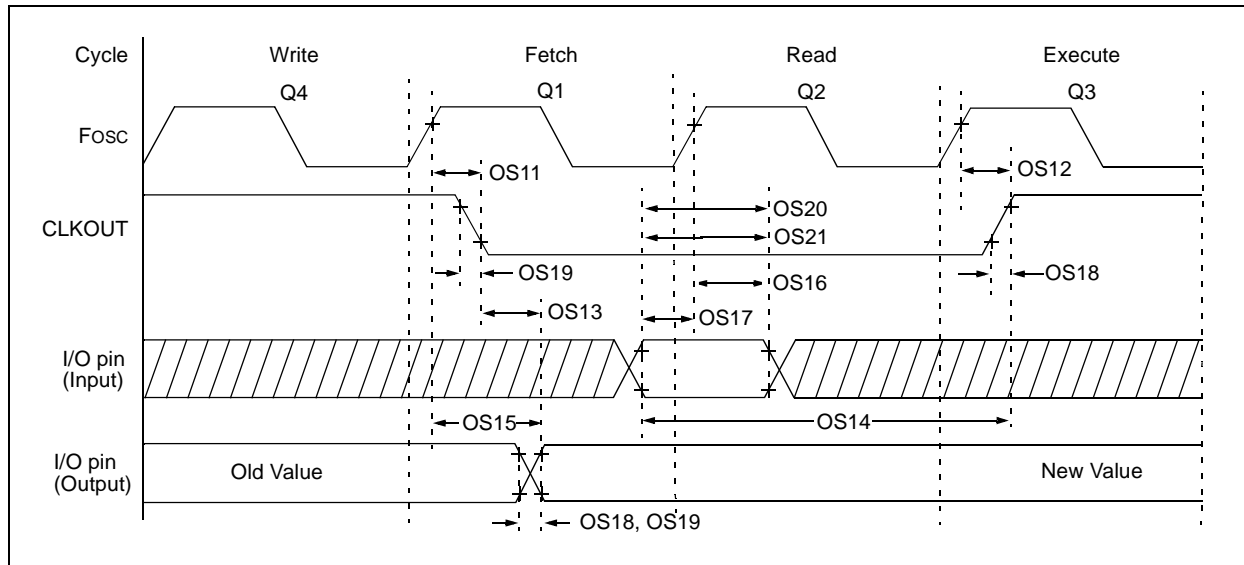 Cycle Write Fetch Read Execute
Q4 Q1 Q2 Q3
FOSC
OS11 OS12
CLKOUT
OS20
OS21
OS19 OS18
OS16
OS13 OS17
I/O pin
(Input)
OS15 OS14
I/O pin
(Output)
Old Value New Value
OS18, OS19